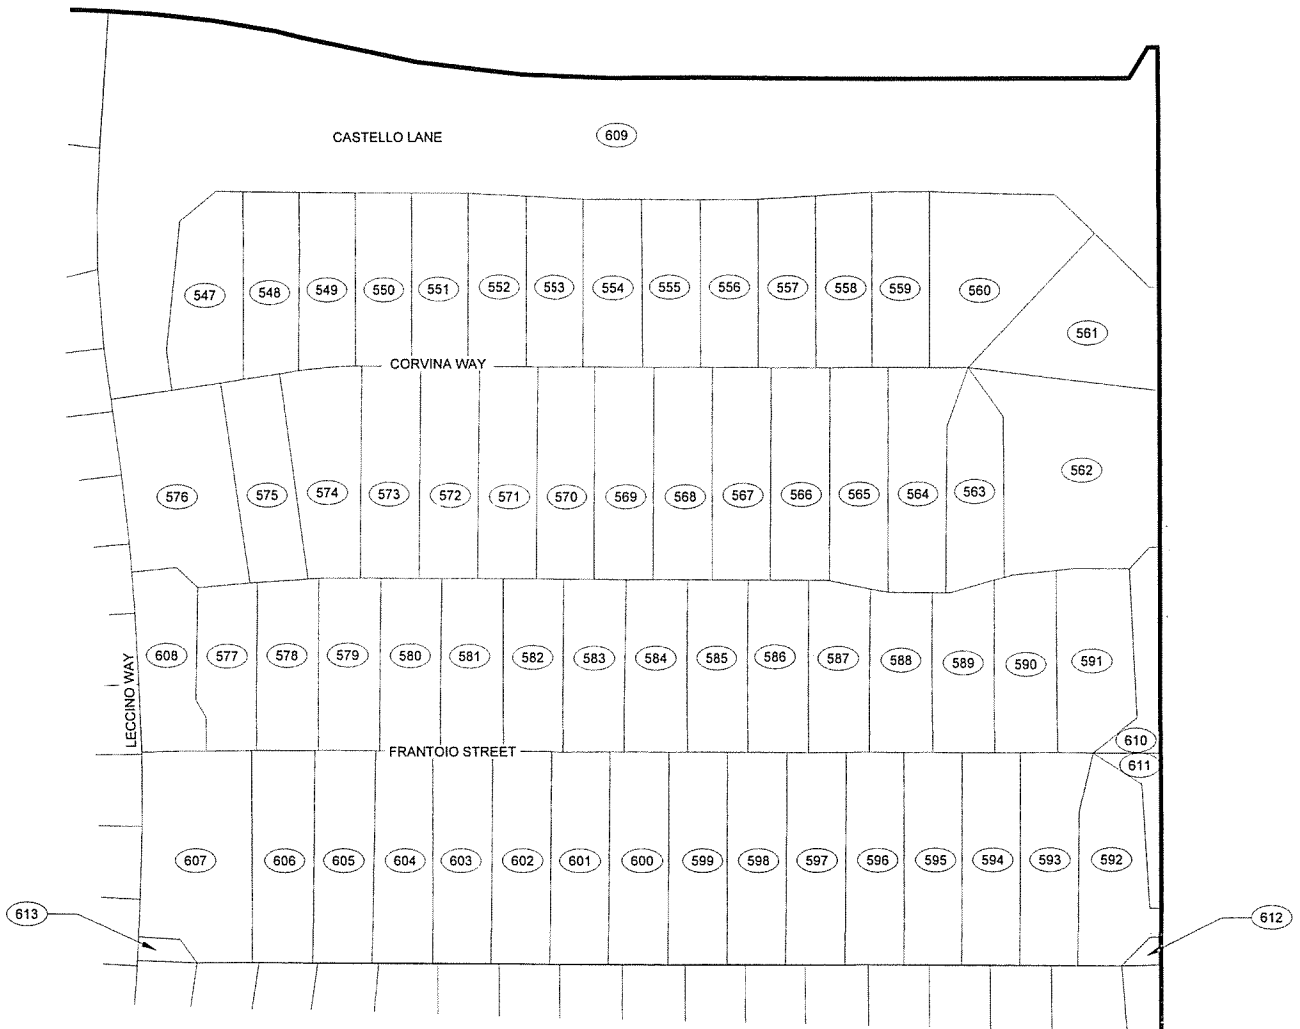 CASTELLO LANE 609
547 548 549 550 551 552 553 554 555 556 557 558 559 560
561
CORVINA WAY
576 575 574 573 572 571 570 569 568 567 566 565 564 563 562
LECCINO WAY
608 577 578 579 580 581 582 583 584 585 586 587 588 589 590 591
FRANTOIO STREET
610
611
607 606 605 604 603 602 601 600 599 598 597 596 595 594 593 592
613
612